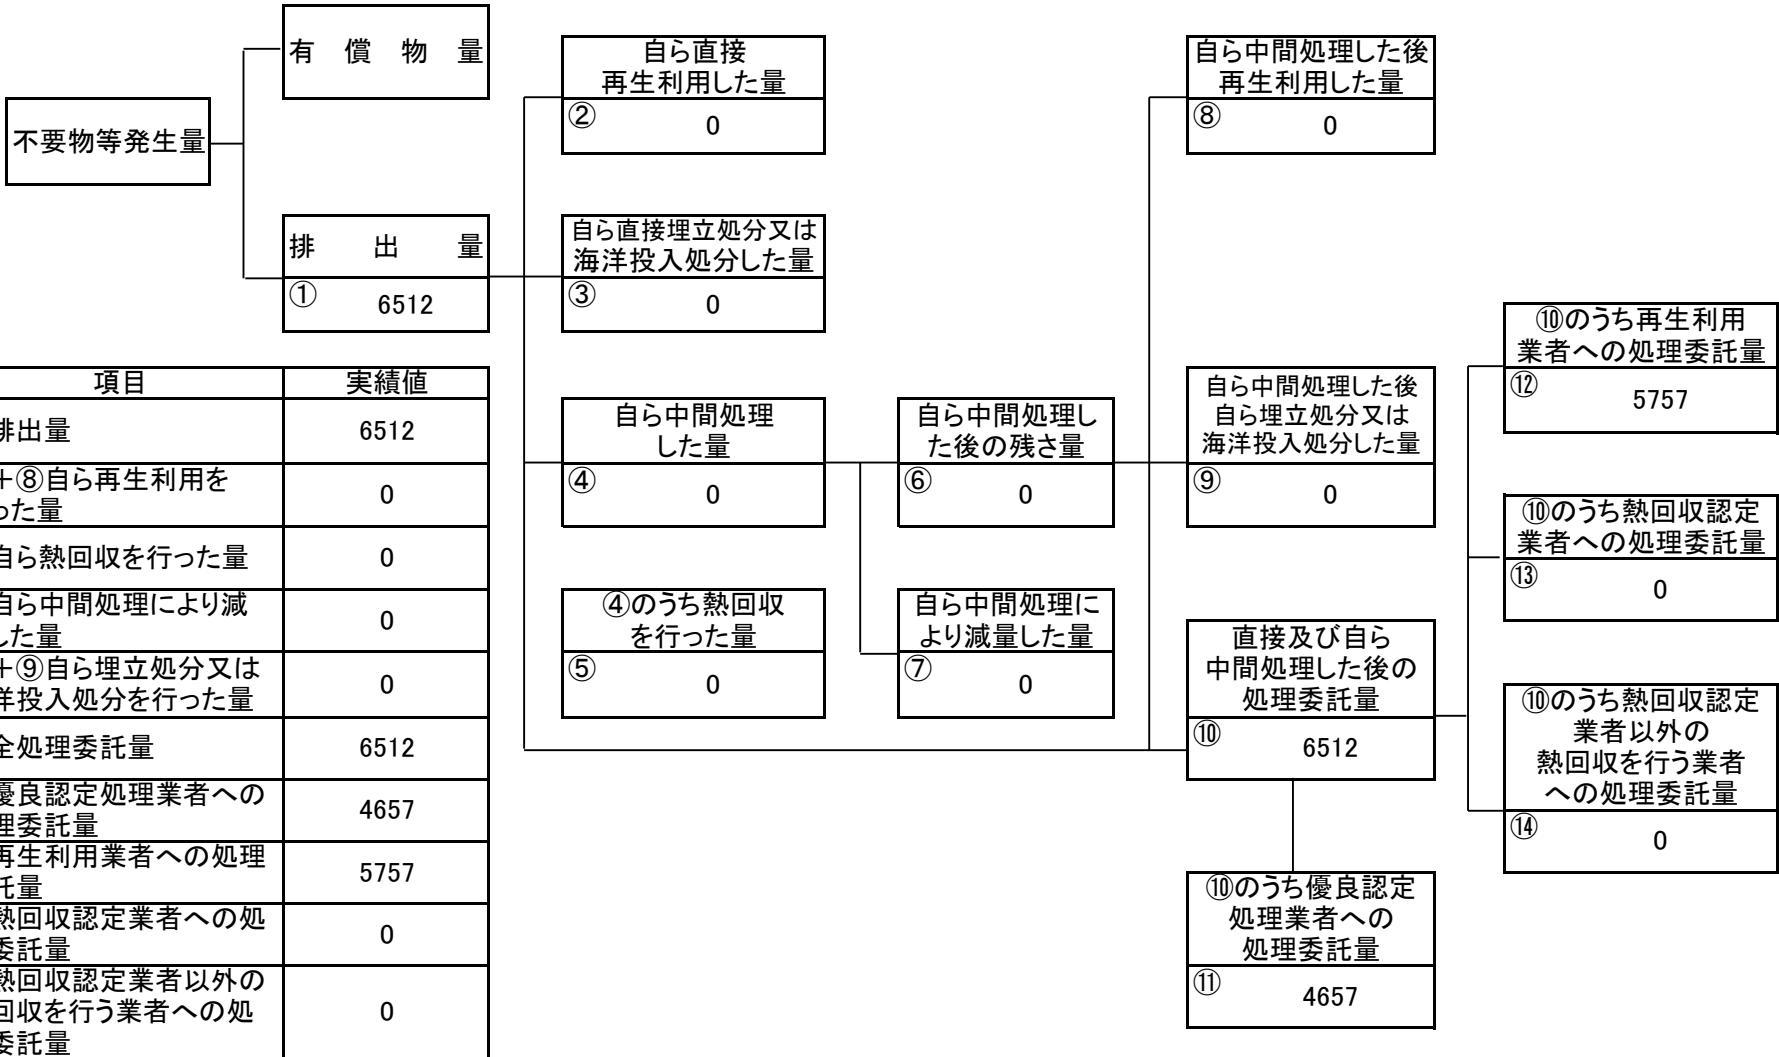 有 償 物 量
不要物等発生量
排 出 量
① 6512
自ら直接
再生利用した量
② 0
自ら直接埋立処分又は
海洋投入処分した量
③ 0
自ら中間処理
した量
④ 0
④のうち熱回収
を行った量
⑤ 0
自ら中間処理し
た後の残さ量
⑥ 0
自ら中間処理に
より減量した量
⑦ 0
自ら中間処理した後
再生利用した量
⑧ 0
自ら中間処理した後
自ら埋立処分又は
海洋投入処分した量
⑨ 0
直接及び自ら
中間処理した後の
処理委託量
⑩ 6512
⑩のうち優良認定
処理業者への
処理委託量
⑪ 4657
⑩のうち再生利用
業者への処理委託量
⑫ 5757
⑩のうち熱回収認定
業者への処理委託量
⑬ 0
⑩のうち熱回収認定
業者以外の
熱回収を行う業者
への処理委託量
⑭ 0
項目 実績値
排出量 6512
+⑧自ら再生利用を
った量 0
自ら熱回収を行った量 0
自ら中間処理により減
した量 0
+⑨自ら埋立処分又は
洋投入処分を行った量 0
全処理委託量 6512
優良認定処理業者への
理委託量 4657
再生利用業者への処理
託量 5757
熱回収認定業者への処
委託量 0
熱回収認定業者以外の
回収を行う業者への処
委託量 0